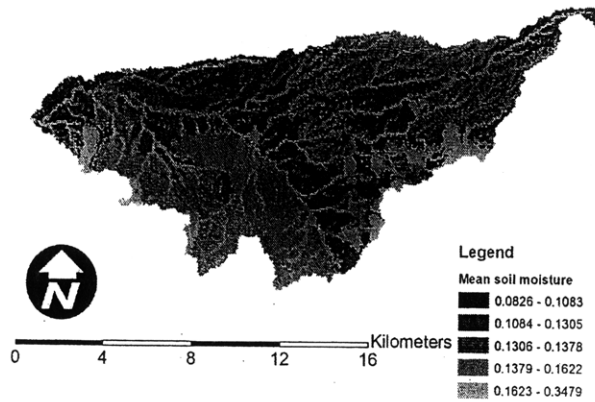 Legend
Mean soil moisture
0.0826 - 0.1083
0.1084 - 0.1305
0.1306 - 0.1378
0.1379 - 0.1622
0.1623 - 0.3479
N
Kilometers
0 4 8 12 16